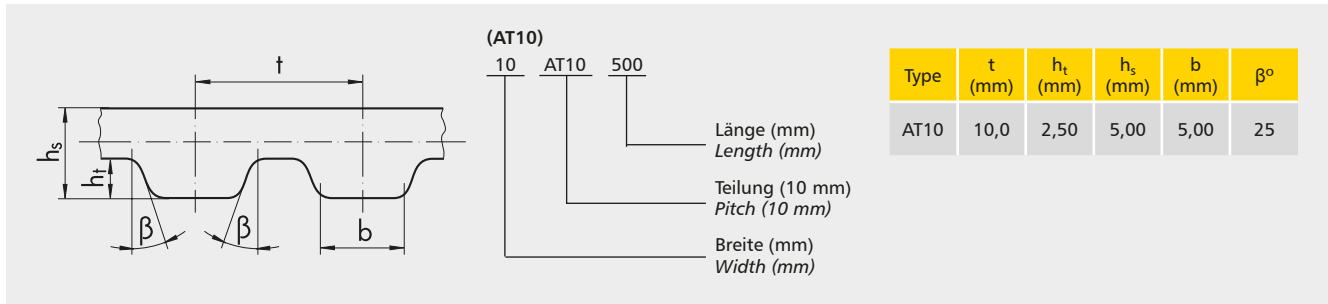 t
hs
ht
β
β
b
(AT10)
10 AT10 500
Länge (mm)
Length (mm)
Teilung (10 mm)
Pitch (10 mm)
Breite (mm)
Width (mm)
Type t (mm) ht (mm) hs (mm) b (mm) βº
AT10 10,0 2,50 5,00 5,00 25